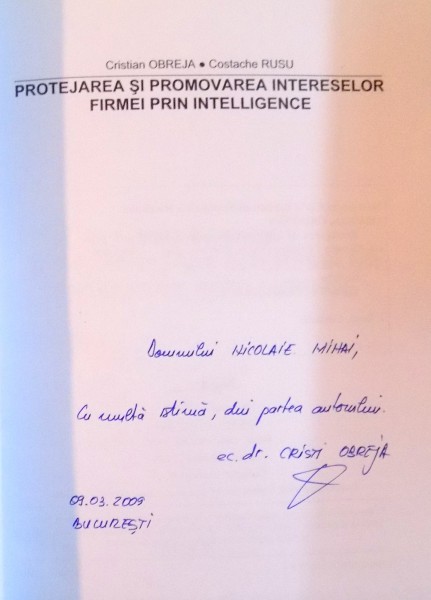 Cristian OBREJA ● Costache RUSU
PROTEJAREA ŞI PROMOVAREA INTERESELOR
FIRMEI PRIN INTELLIGENCE
Domnului NICOLAIE MIHAI,
Cu multă stimă, din partea autorului.
ec. dr. CRISTI OBREJA
09.03.2009
BUCUREŞTI